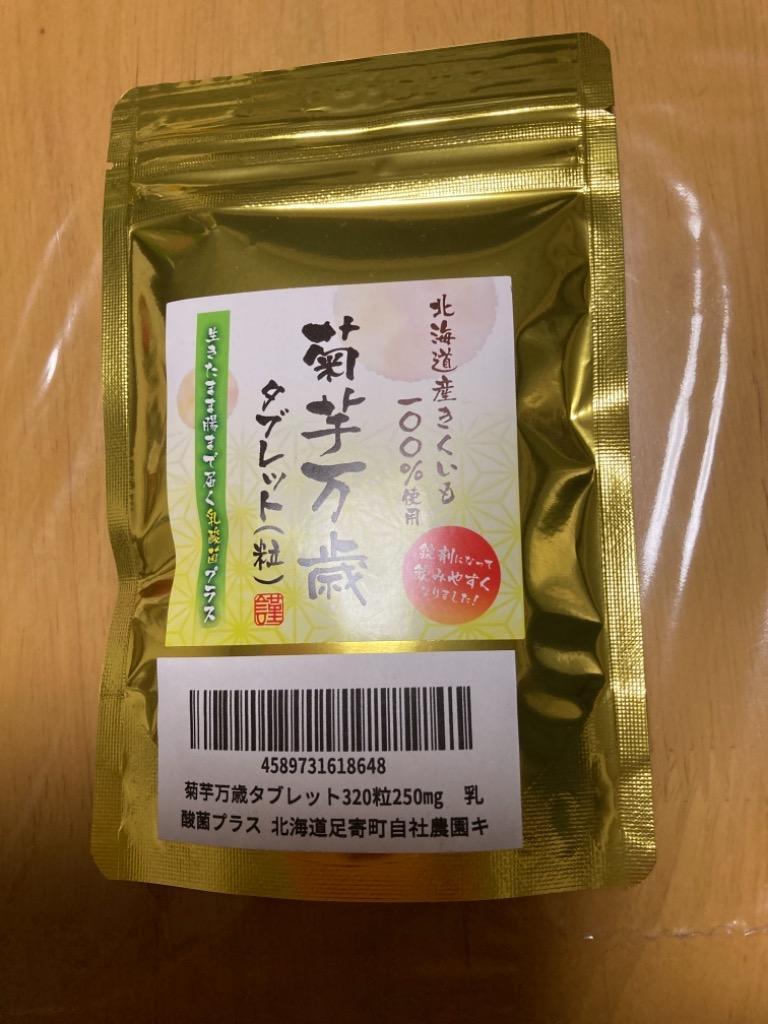 北海道産きくいも
一〇〇%使用
菊芋万歳
タブレット(粒)
謹
生きたまま腸まで届く乳酸菌プラス
錠剤になって
飲みやすく
なりました!
4589731618648
菊芋万歳タブレット320粒250mg 乳
酸菌プラス 北海道足寄町自社農園キ